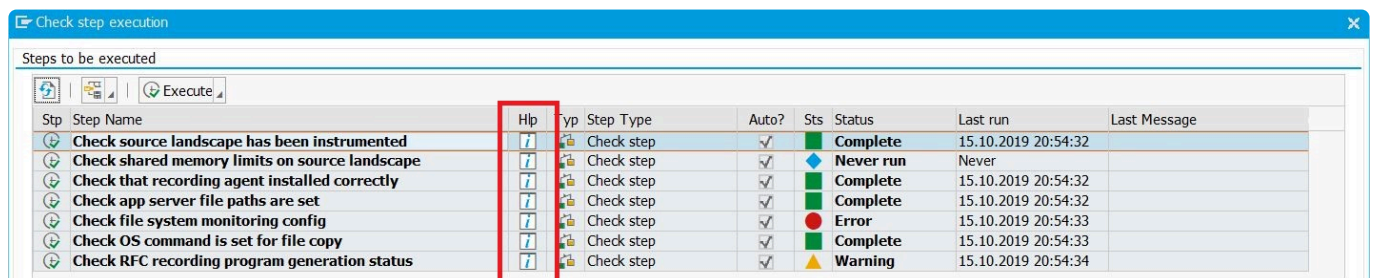 Check step execution
Steps to be executed
Execute
Stp Step Name Hlp Typ Step Type Auto? Sts Status Last run Last Message
Check source landscape has been instrumented i Check step Complete 15.10.2019 20:54:32
Check shared memory limits on source landscape i Check step Never run Never
Check that recording agent installed correctly i Check step Complete 15.10.2019 20:54:32
Check app server file paths are set i Check step Complete 15.10.2019 20:54:32
Check file system monitoring config i Check step Error 15.10.2019 20:54:33
Check OS command is set for file copy i Check step Complete 15.10.2019 20:54:33
Check RFC recording program generation status i Check step Warning 15.10.2019 20:54:34